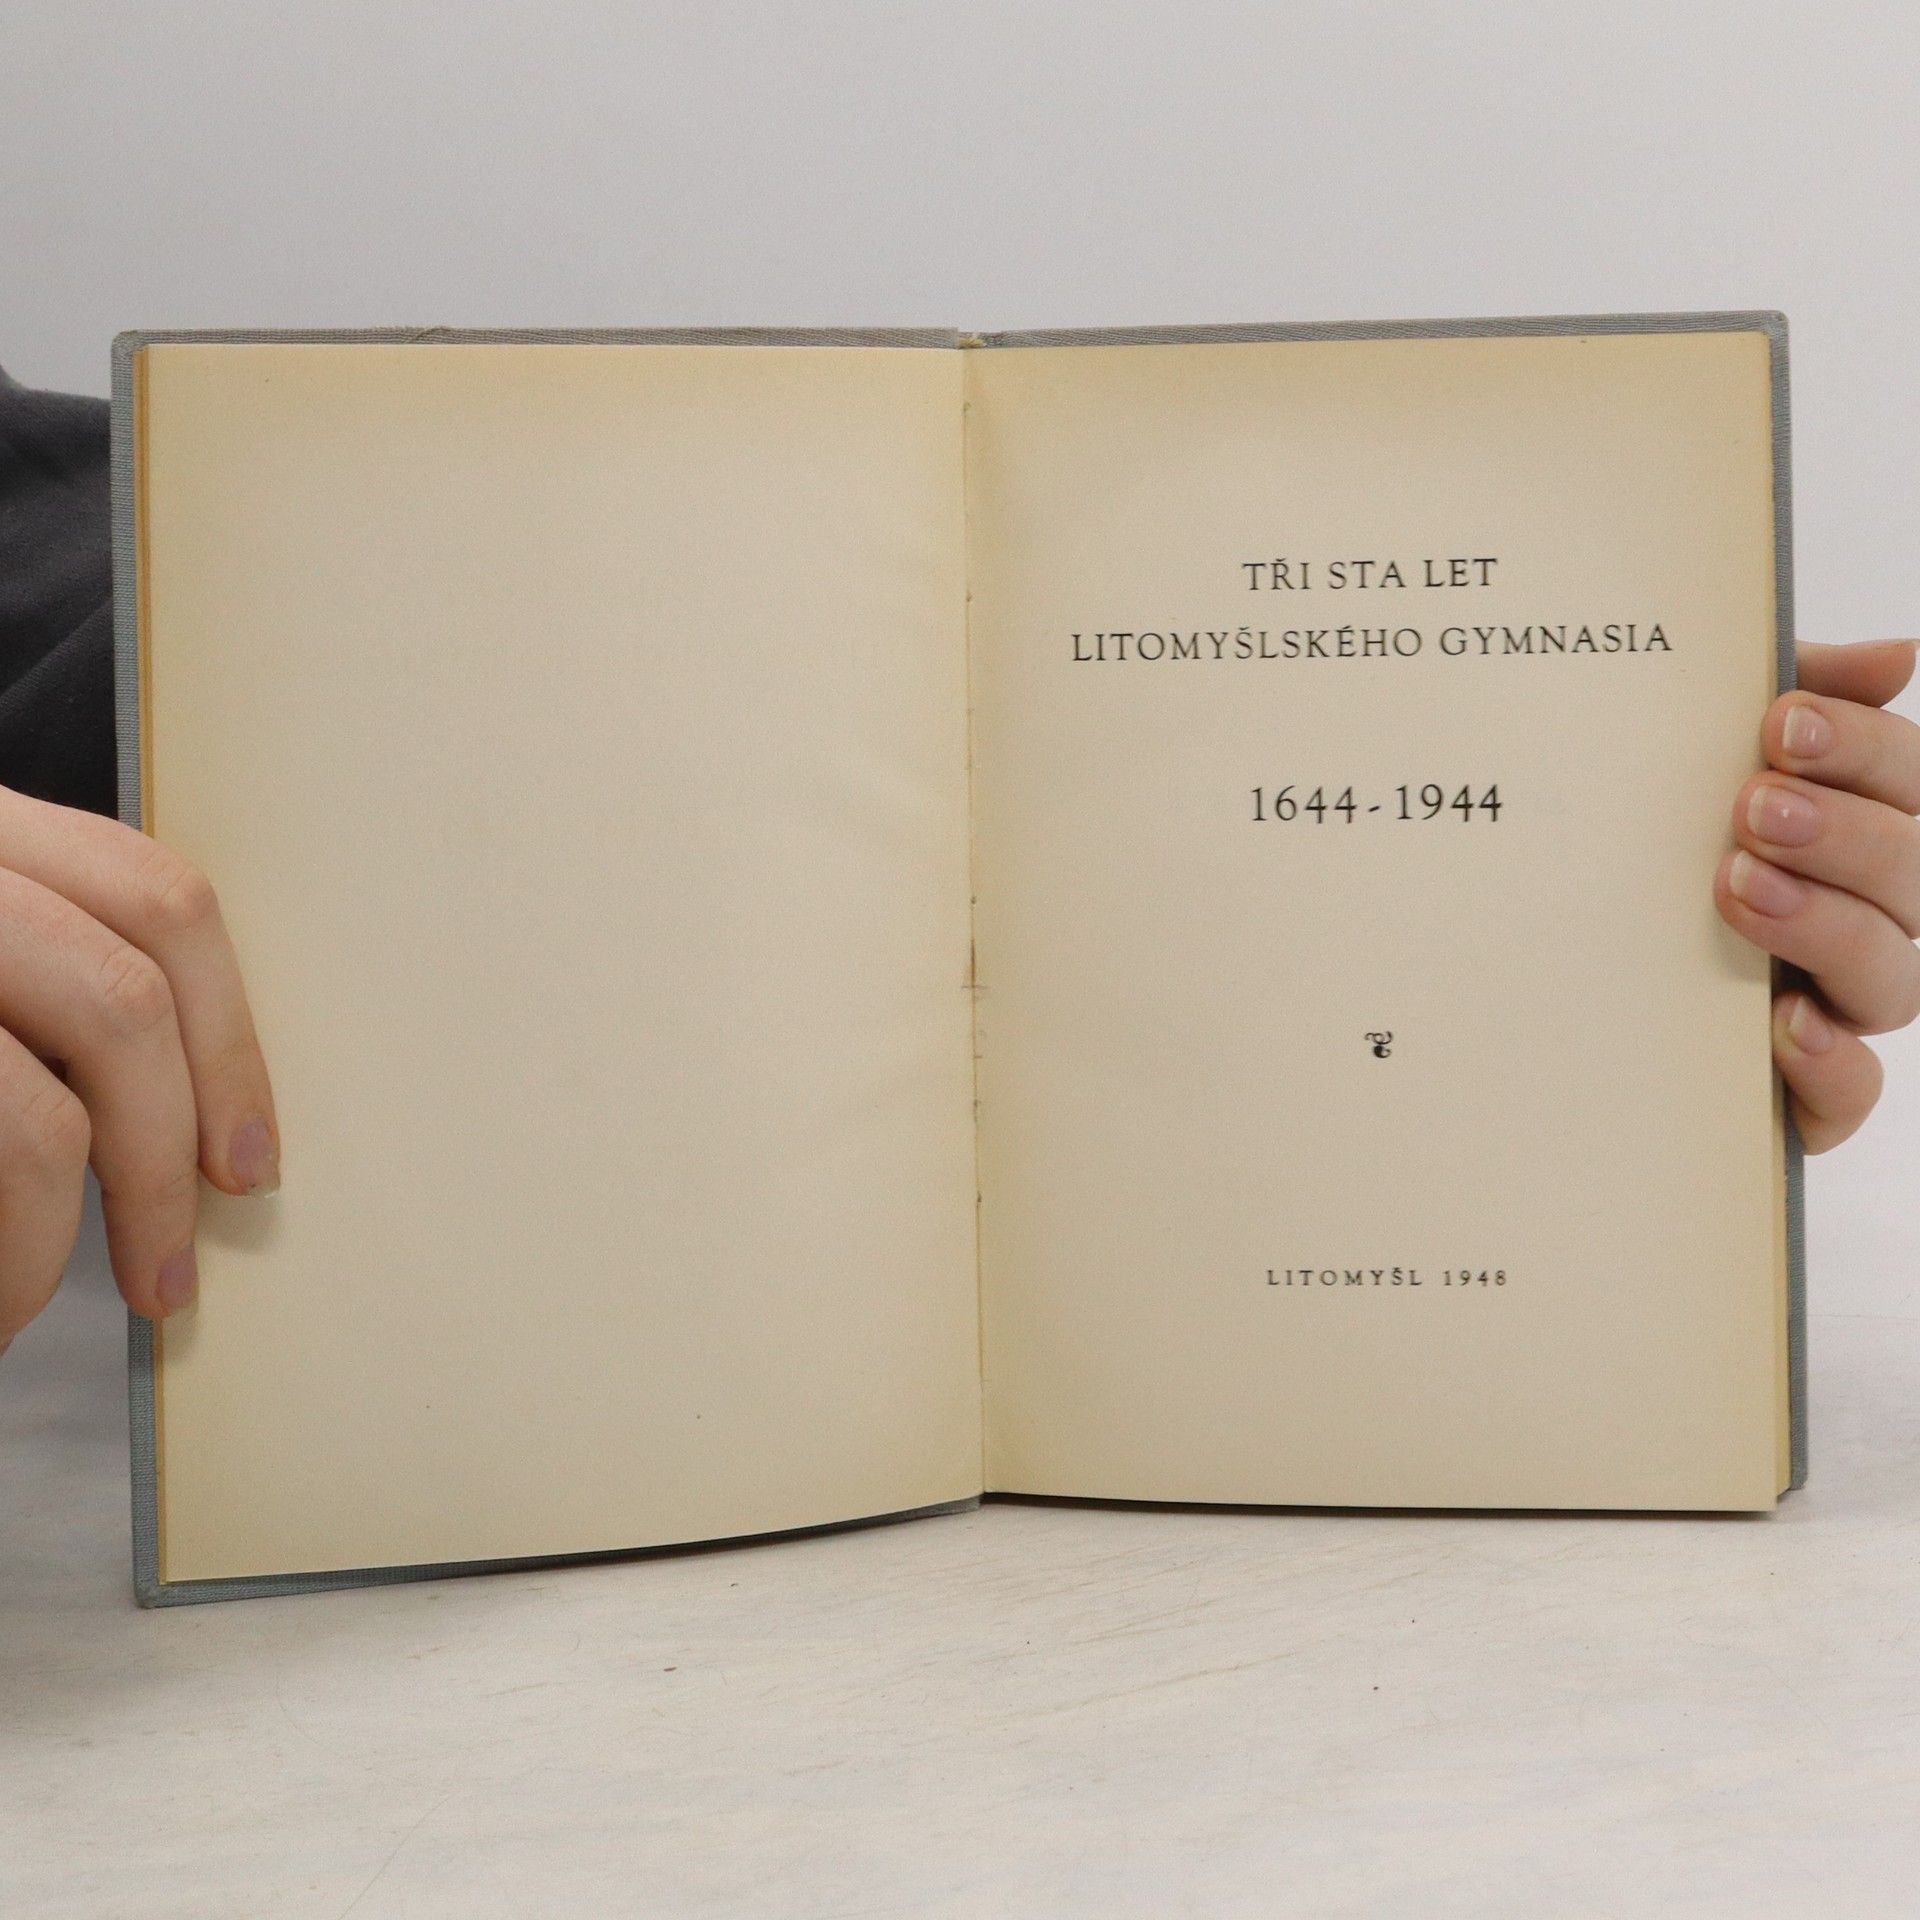 TŘI STA LET
LITOMYŠLSKÉHO GYMNASIA
1644-1944
LITOMYŠL 1948